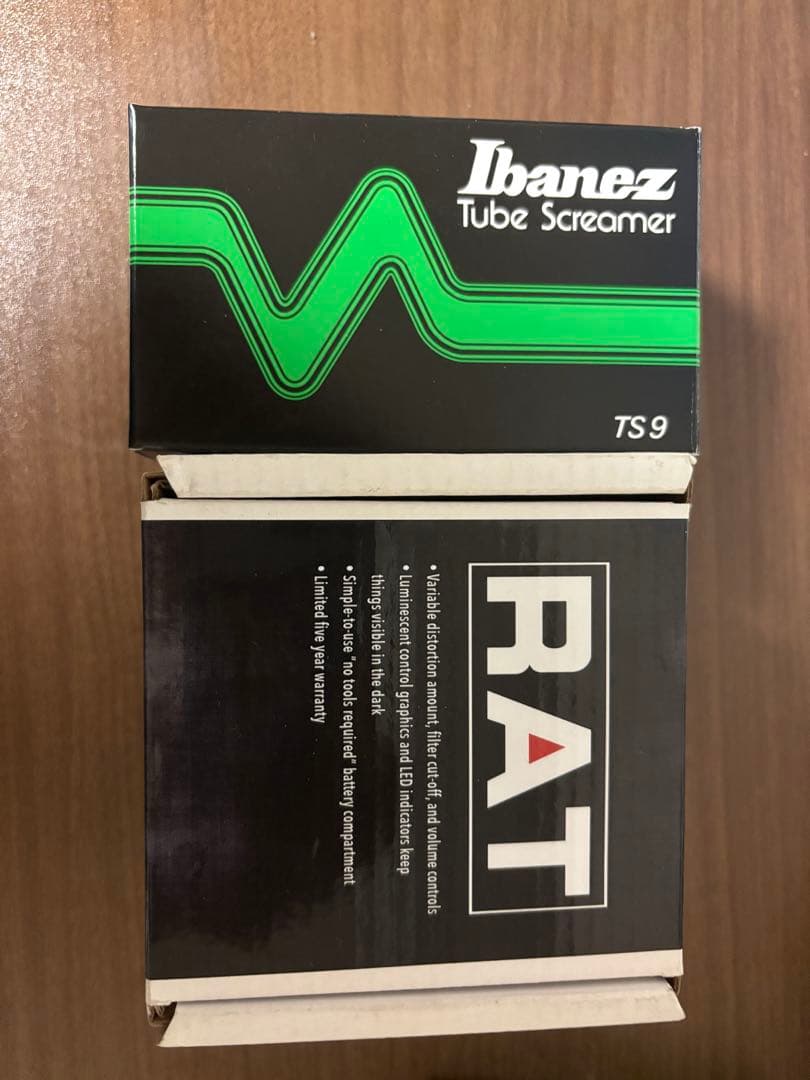 Ibanez
Tube Screamer
TS9
RAT
• Variable distortion amount, filter cut-off, and volume controls
• Luminescent control graphics and LED indicators keep
things visible in the dark
• Simple-to-use "no tools required" battery compartment
• Limited five year warranty